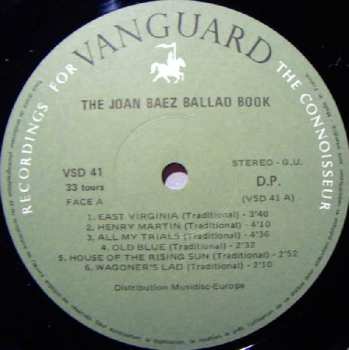 RECORDINGS FOR VANGUARD THE CONNOISSEUR
THE JOAN BAEZ BALLAD BOOK
VSD 41
33 tours
FACE A
STEREO - G.U.
D.P.
(VSD 41 A)
1. EAST VIRGINIA (Traditional) - 3'40
2. HENRY MARTIN (Traditional) - 4'10
3. ALL MY TRIALS (Traditional) - 4'36
4. OLD BLUE (Traditional) - 2'32
5. HOUSE OF THE RISING SUN (Traditional) - 2'52
6. WAGONER'S LAD (Traditional) - 2'10
Distribution Musidisc-Europe